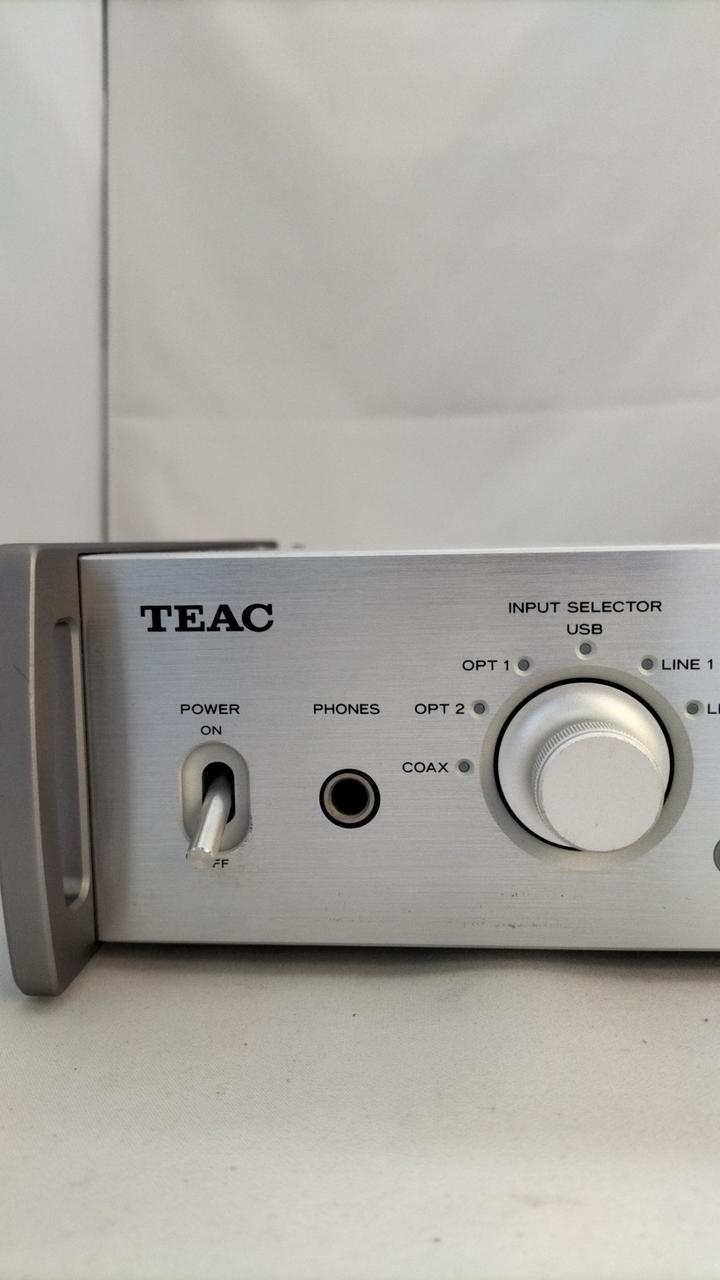 TEAC
INPUT SELECTOR
USB
OPT 1
LINE 1
OPT 2
COAX
POWER
ON
PHONES